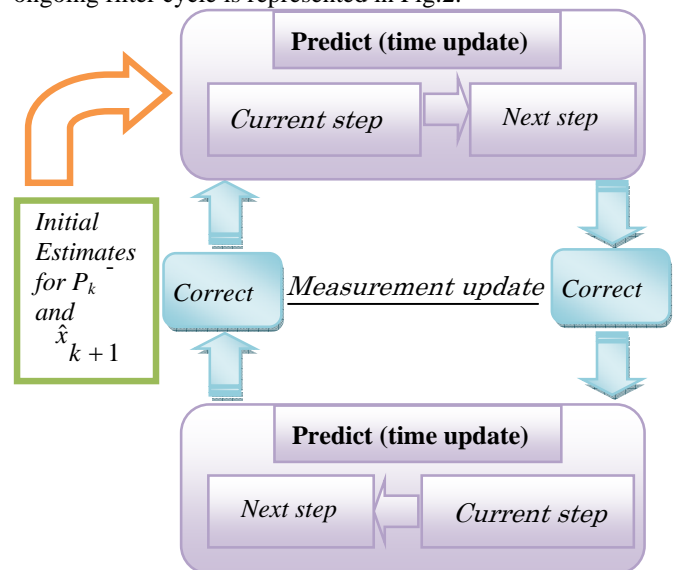 ongoing filter cycle is represented in Fig.2.
Predict (time update)
Current step
Next step
Initial
Estimates
for Pₖ⁻
and
x̂ k + 1
Correct
Measurement update
Correct
Predict (time update)
Next step
Current step